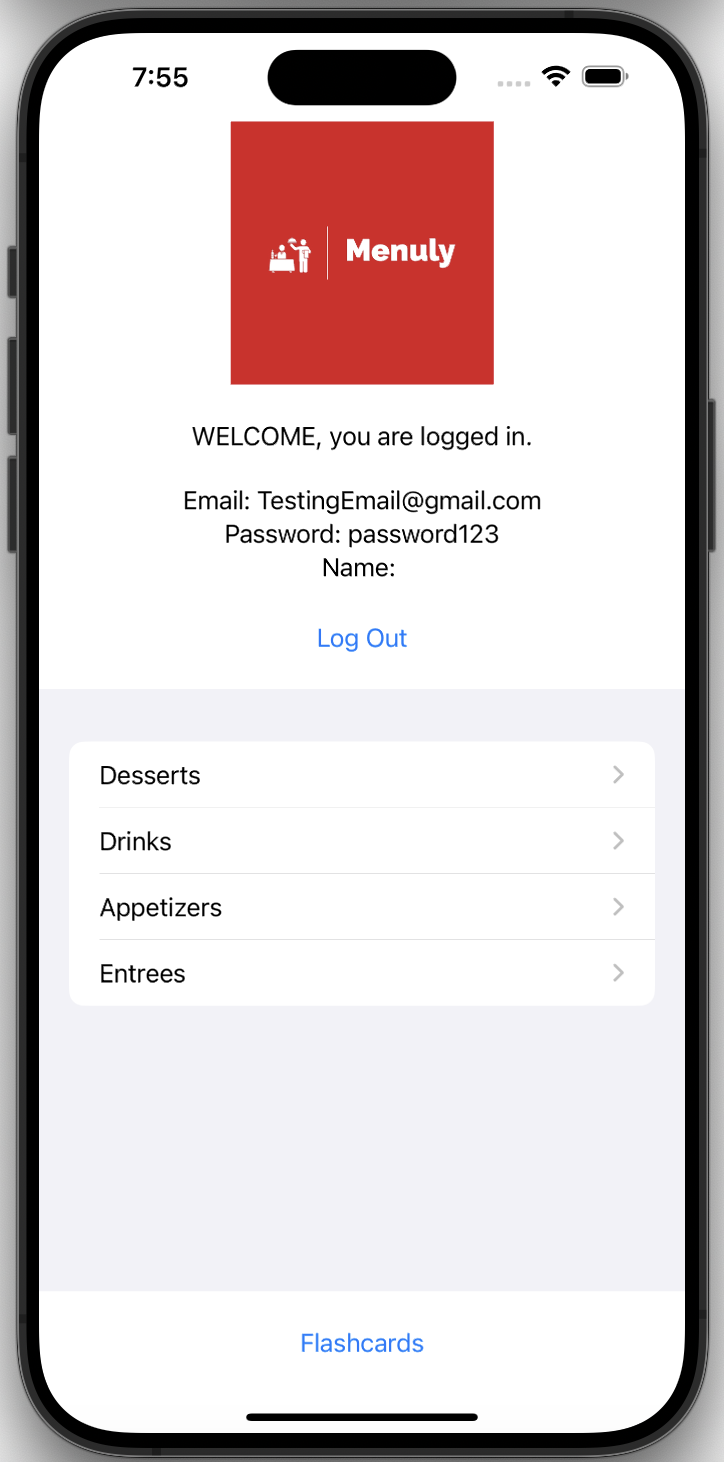 7:55
Menuly
WELCOME, you are logged in.
Email: TestingEmail@gmail.com
Password: password123
Name:
Log Out
Desserts
Drinks
Appetizers
Entrees
Flashcards